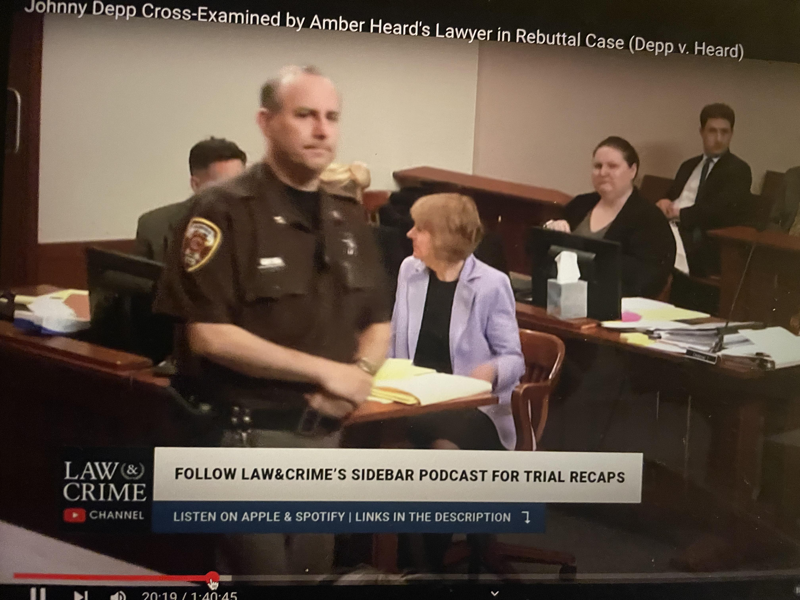 Johnny Depp Cross-Examined by Amber Heard's Lawyer in Rebuttal Case (Depp v. Heard)
LAW &
CRIME
CHANNEL
FOLLOW LAW&CRIME'S SIDEBAR PODCAST FOR TRIAL RECAPS
LISTEN ON APPLE & SPOTIFY | LINKS IN THE DESCRIPTION
20:19 / 1:40:45